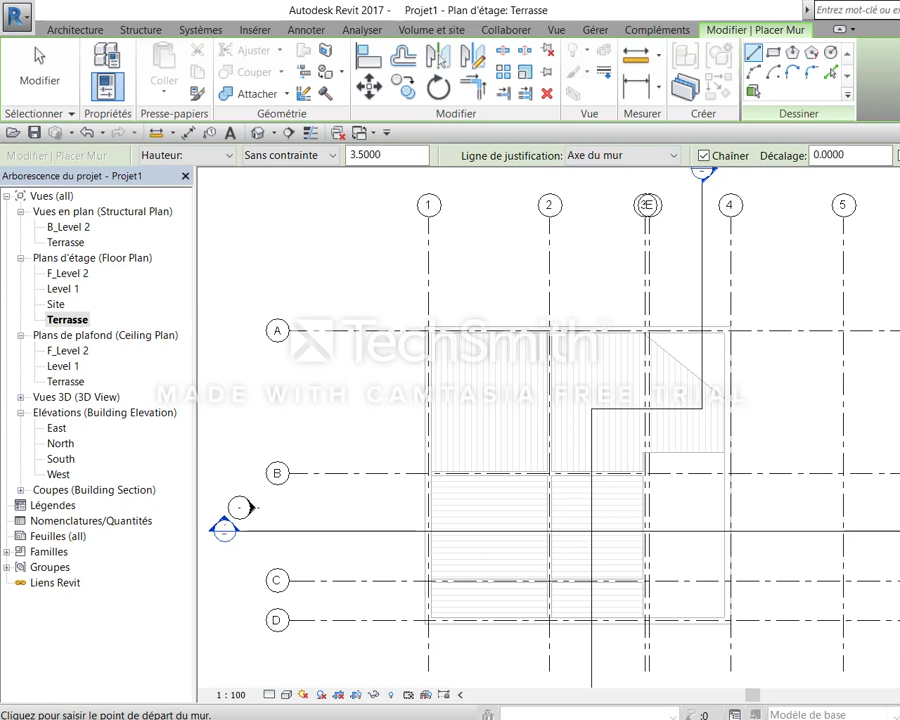 Autodesk Revit 2017 - Projet1 - Plan d'étage: Terrasse
Entrez mot-clé ou ex
Architecture Structure Systèmes Insérer Annoter Analyser Volume et site Collaborer Vue Gérer Compléments Modifier | Placer Mur
Modifier
Coller
Ajuster
Couper
Attacher
Sélectionner Propriétés Presse-papiers Géométrie Modifier Vue Mesurer Créer Dessiner
Modifier | Placer Mur Hauteur: Sans contrainte 3.5000 Ligne de justification: Axe du mur Chaîner Décalage: 0.0000
Arborescence du projet - Projet1
Vues (all)
Vues en plan (Structural Plan)
B_Level 2
Terrasse
Plans d'étage (Floor Plan)
F_Level 2
Level 1
Site
Terrasse
Plans de plafond (Ceiling Plan)
F_Level 2
Level 1
Terrasse
Vues 3D (3D View)
Elévations (Building Elevation)
East
North
South
West
Coupes (Building Section)
Légendes
Nomenclatures/Quantités
Feuilles (all)
Familles
Groupes
Liens Revit
1 2 3 E 4 5
A
B
C
D
TechSmith
MADE WITH CAMTASIA FREE TRIAL
1 : 100
Cliquez pour saisir le point de départ du mur.
:0
Modèle de base